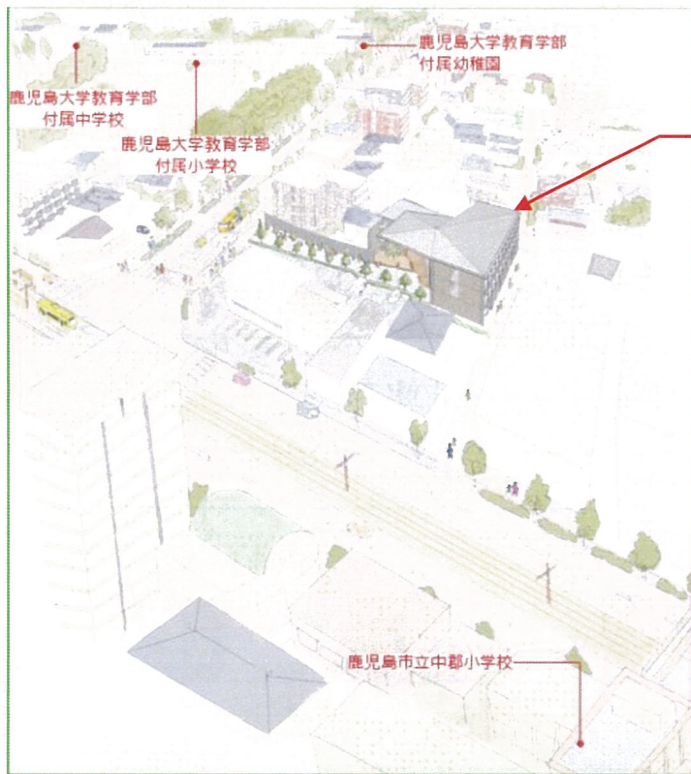 鹿児島大学教育学部
付属幼稚園
鹿児島大学教育学部
付属中学校
鹿児島大学教育学部
付属小学校
鹿児島市立中郡小学校